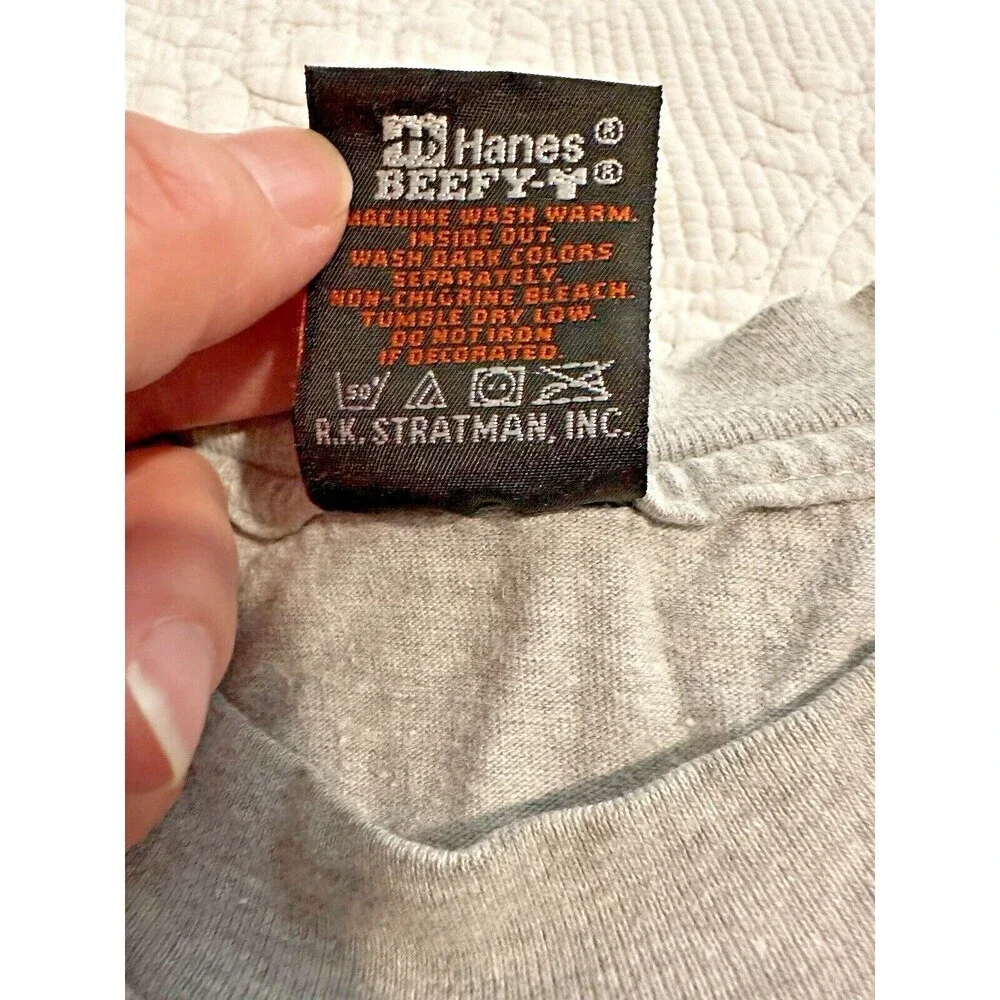 Hanes®
BEEFY-T®
MACHINE WASH WARM.
INSIDE OUT.
WASH DARK COLORS
SEPARATELY.
NON-CHLORINE BLEACH.
TUMBLE DRY LOW.
DO NOT IRON
IF DECORATED.
50
R.K. STRATMAN, INC.